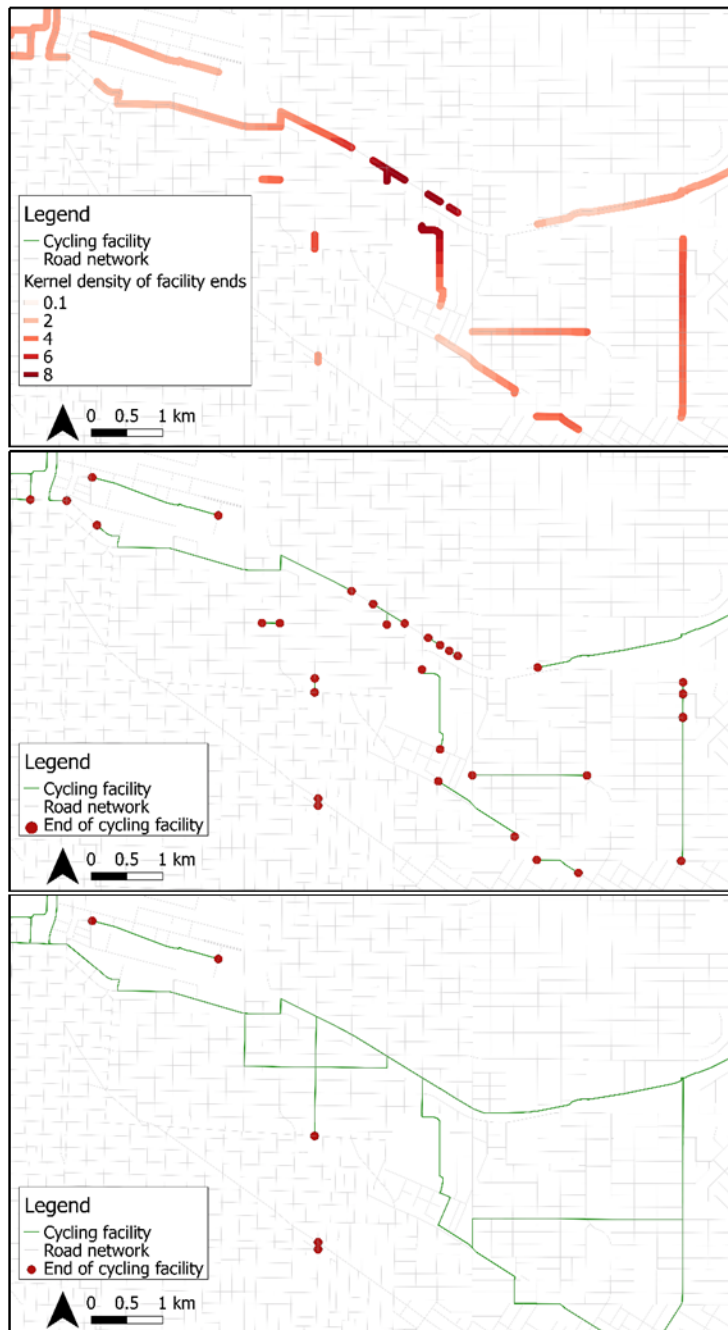 Legend
Cycling facility
Road network
Kernel density of facility ends
0.1
2
4
6
8
0 0.5 1 km
Legend
Cycling facility
Road network
End of cycling facility
0 0.5 1 km
Legend
Cycling facility
Road network
End of cycling facility
0 0.5 1 km